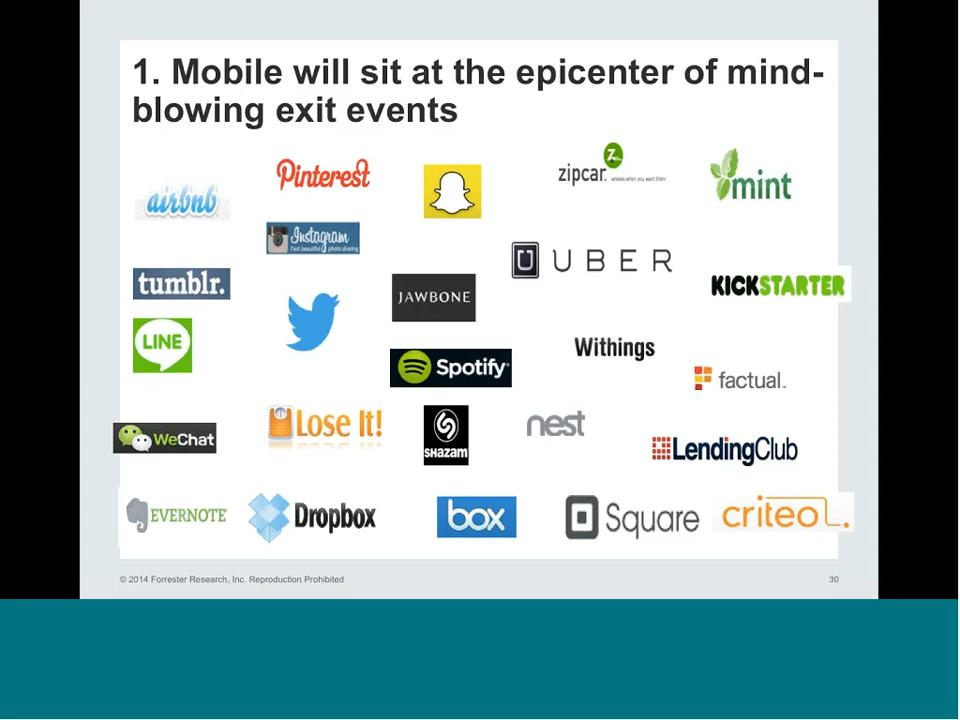 1. Mobile will sit at the epicenter of mind-
blowing exit events
airbnb
Pinterest
zipcar. wheels when you want them
mint
Instagram
Fast beautiful photo sharing
UBER
tumblr.
JAWBONE
KICKSTARTER
LINE
Spotify
Withings
factual.
WeChat
Lose It!
SHAZAM
nest
LendingClub
EVERNOTE
Dropbox
box
Square
criteo.
© 2014 Forrester Research, Inc. Reproduction Prohibited
30